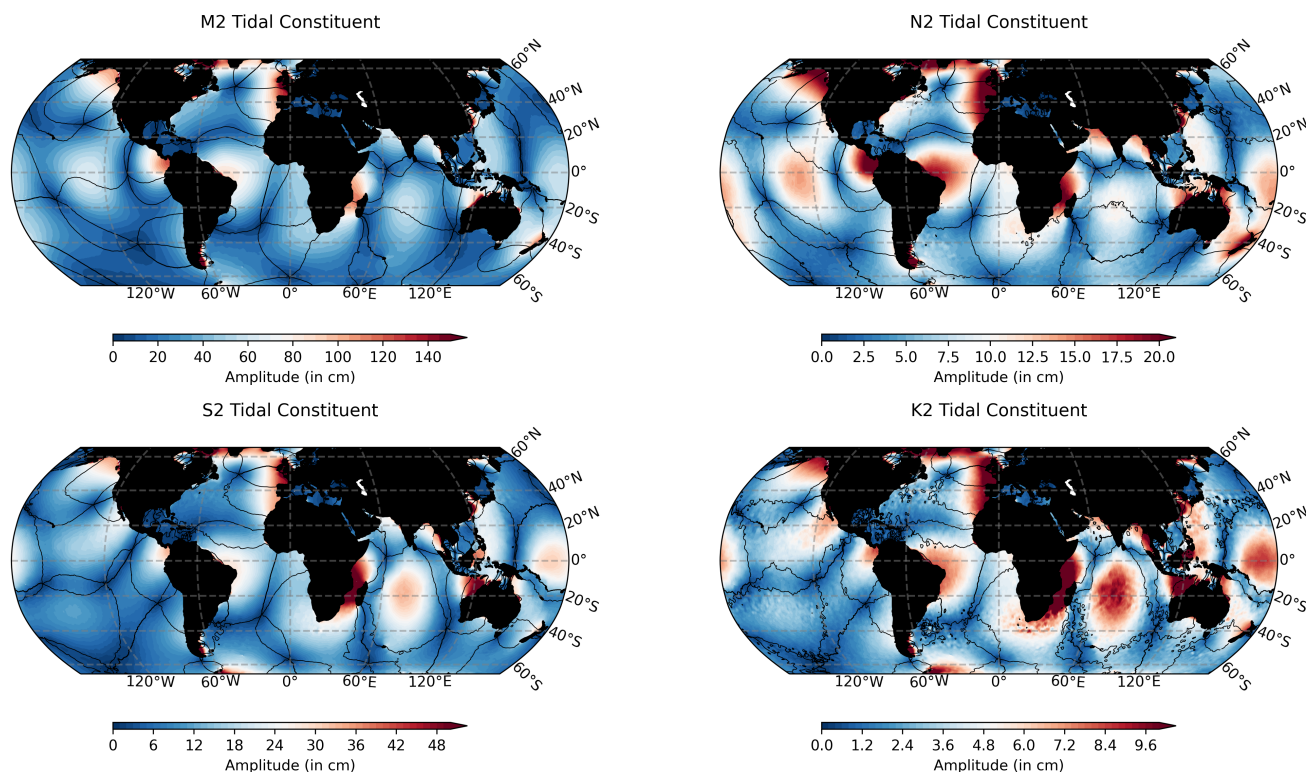 M2 Tidal Constituent
60°N
40°N
20°N
0°
20°S
40°S
60°S
120°W 60°W 0° 60°E 120°E
0 20 40 60 80 100 120 140
Amplitude (in cm)
N2 Tidal Constituent
60°N
40°N
20°N
0°
20°S
40°S
60°S
120°W 60°W 0° 60°E 120°E
0.0 2.5 5.0 7.5 10.0 12.5 15.0 17.5 20.0
Amplitude (in cm)
S2 Tidal Constituent
60°N
40°N
20°N
0°
20°S
40°S
60°S
120°W 60°W 0° 60°E 120°E
0 6 12 18 24 30 36 42 48
Amplitude (in cm)
K2 Tidal Constituent
60°N
40°N
20°N
0°
20°S
40°S
60°S
120°W 60°W 0° 60°E 120°E
0.0 1.2 2.4 3.6 4.8 6.0 7.2 8.4 9.6
Amplitude (in cm)